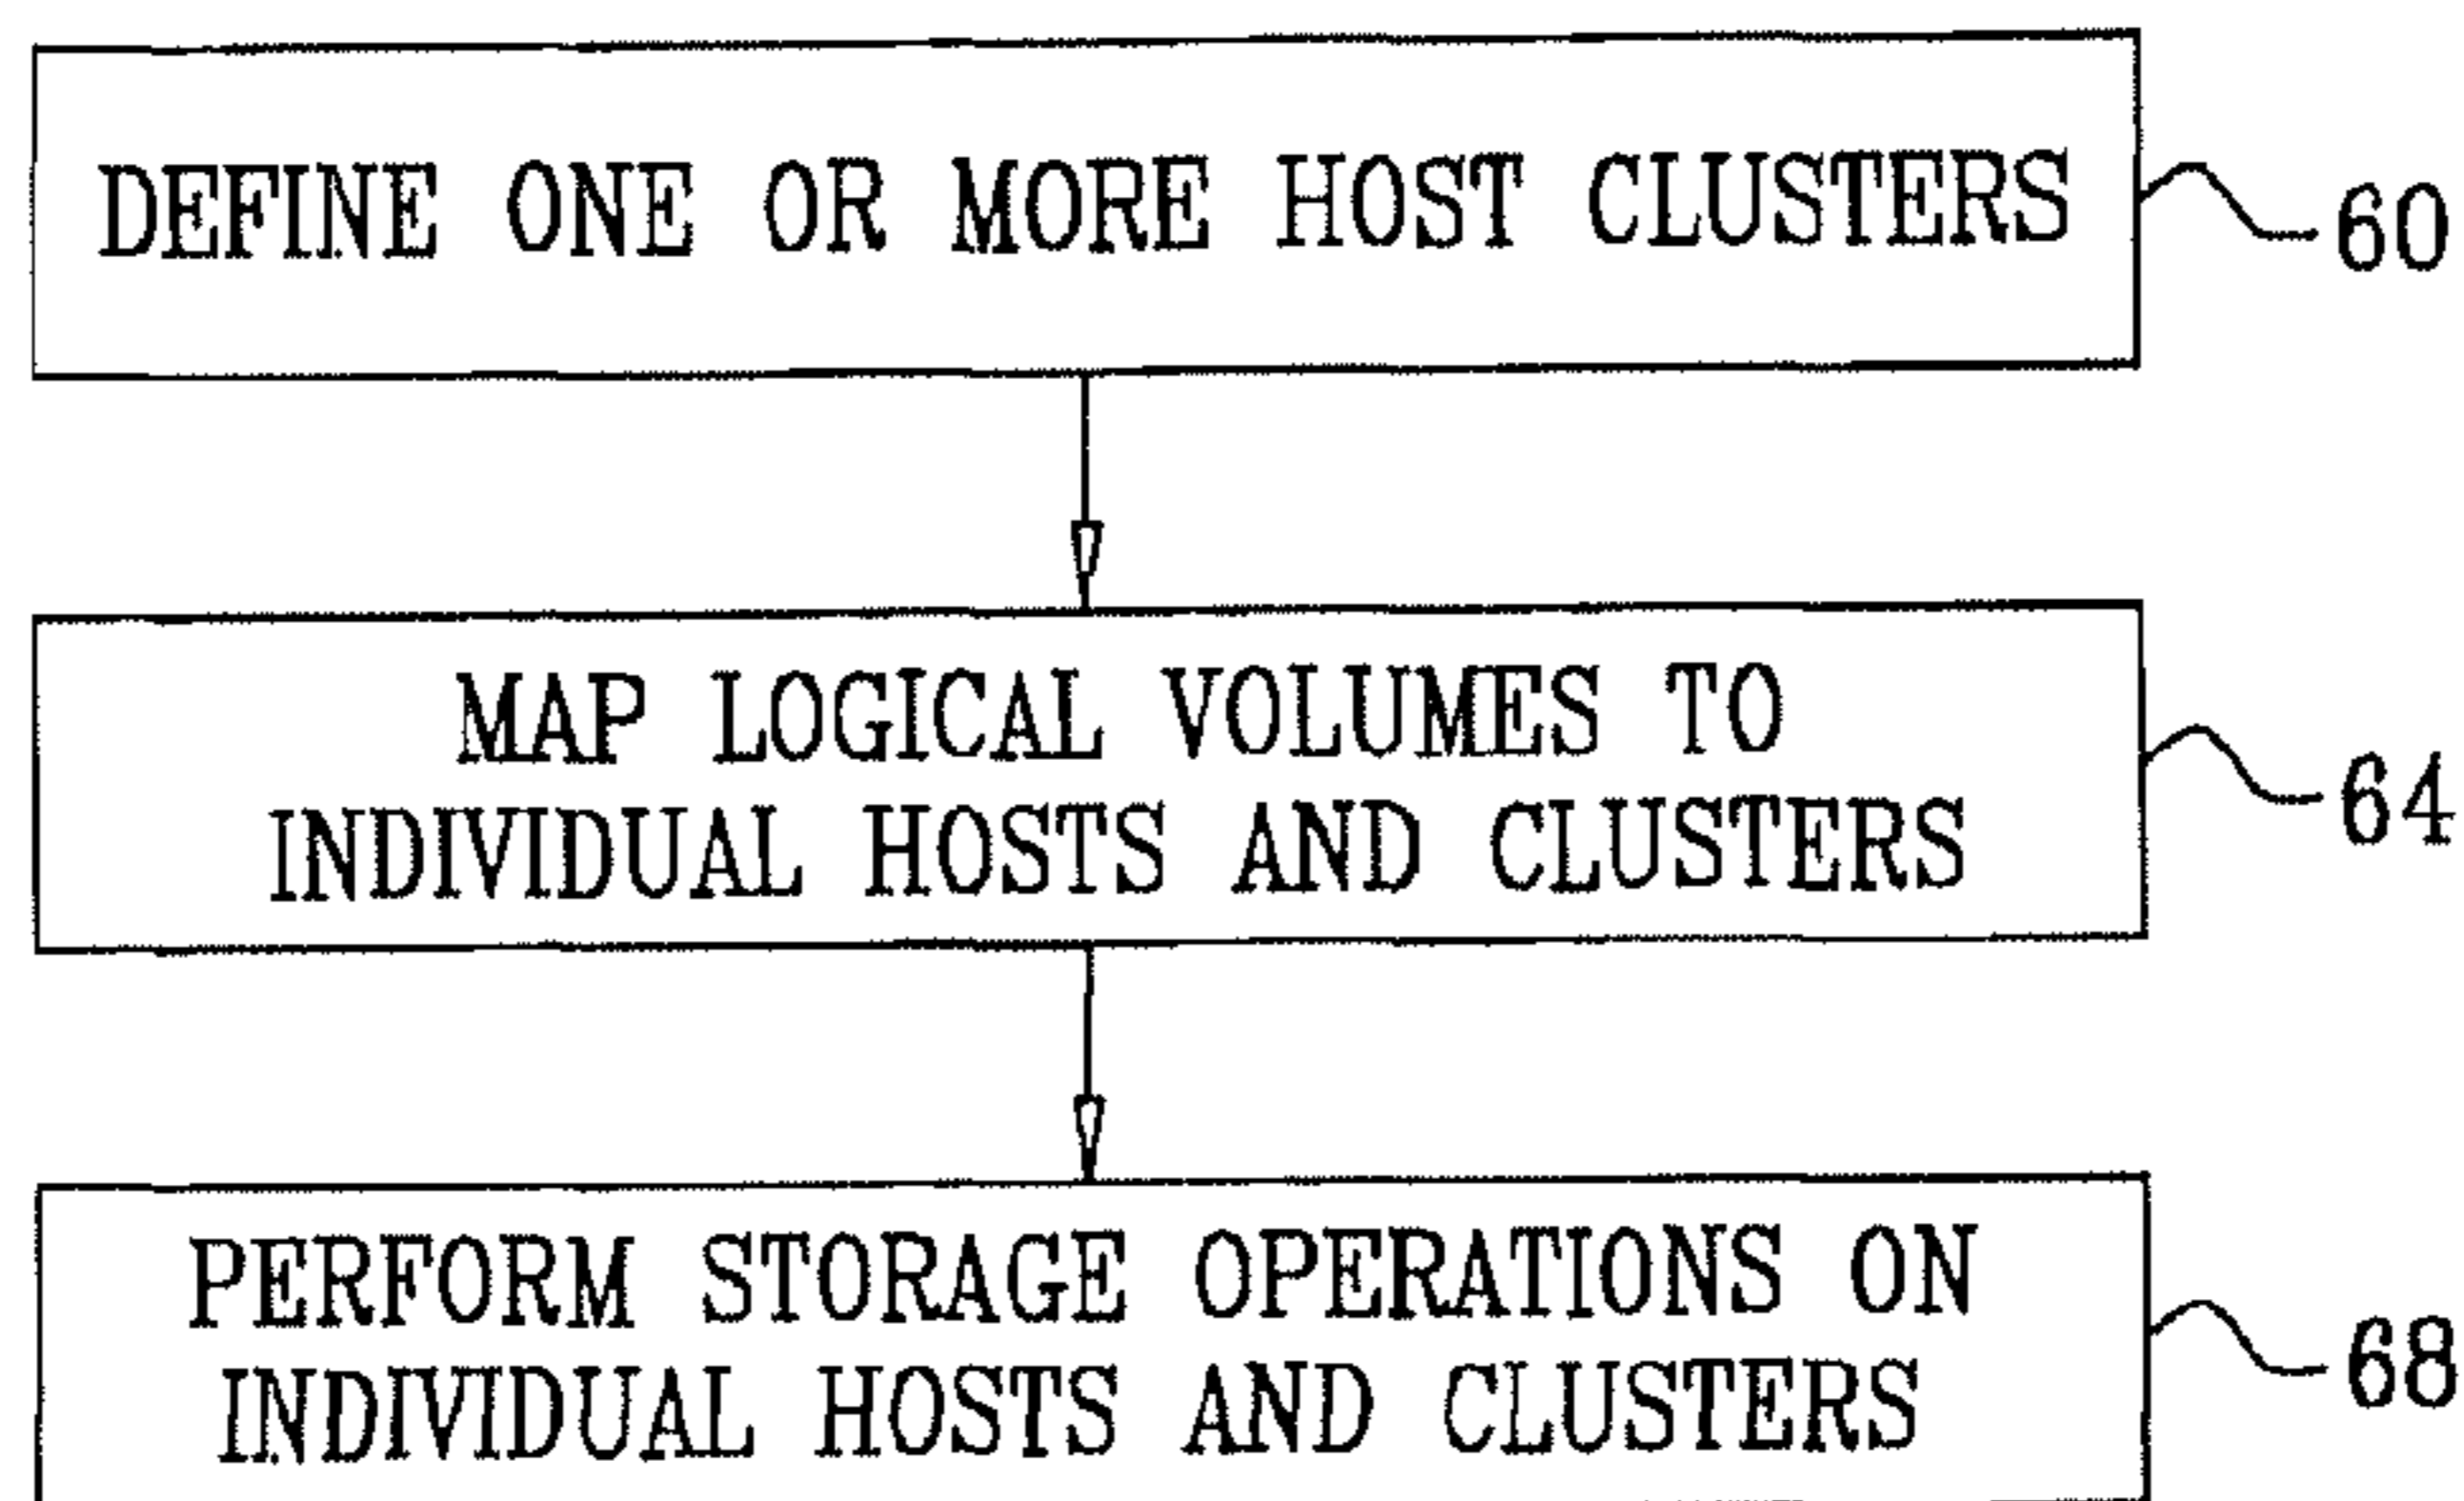 DEFINE ONE OR MORE HOST CLUSTERS
60
MAP LOGICAL VOLUMES TO
INDIVIDUAL HOSTS AND CLUSTERS
64
PERFORM STORAGE OPERATIONS ON
INDIVIDUAL HOSTS AND CLUSTERS
68